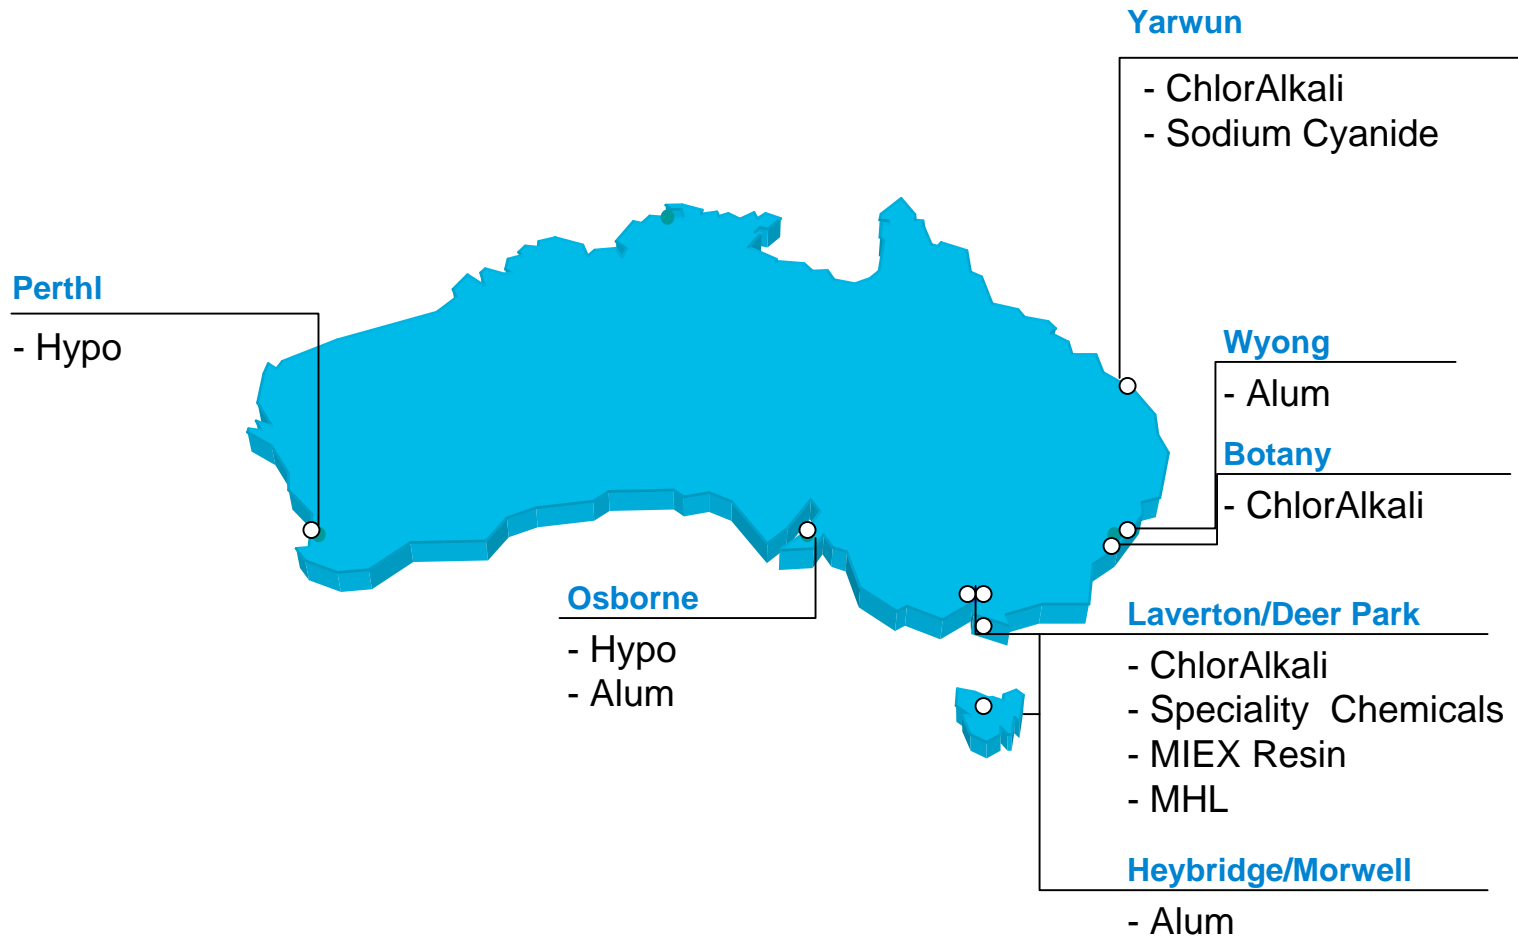 Yarwun
- ChlorAlkali
- Sodium Cyanide
Perthl
- Hypo
Wyong
- Alum
Botany
- ChlorAlkali
Osborne
- Hypo
- Alum
Laverton/Deer Park
- ChlorAlkali
- Speciality Chemicals
- MIEX Resin
- MHL
Heybridge/Morwell
- Alum